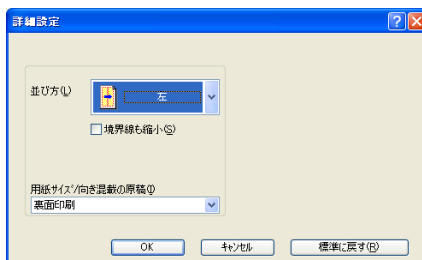 詳細設定
並び方(L)
左
境界線も縮小(S)
用紙サイズ/向き混載の原稿(I)
裏面印刷
OK
キャンセル
標準に戻す(R)